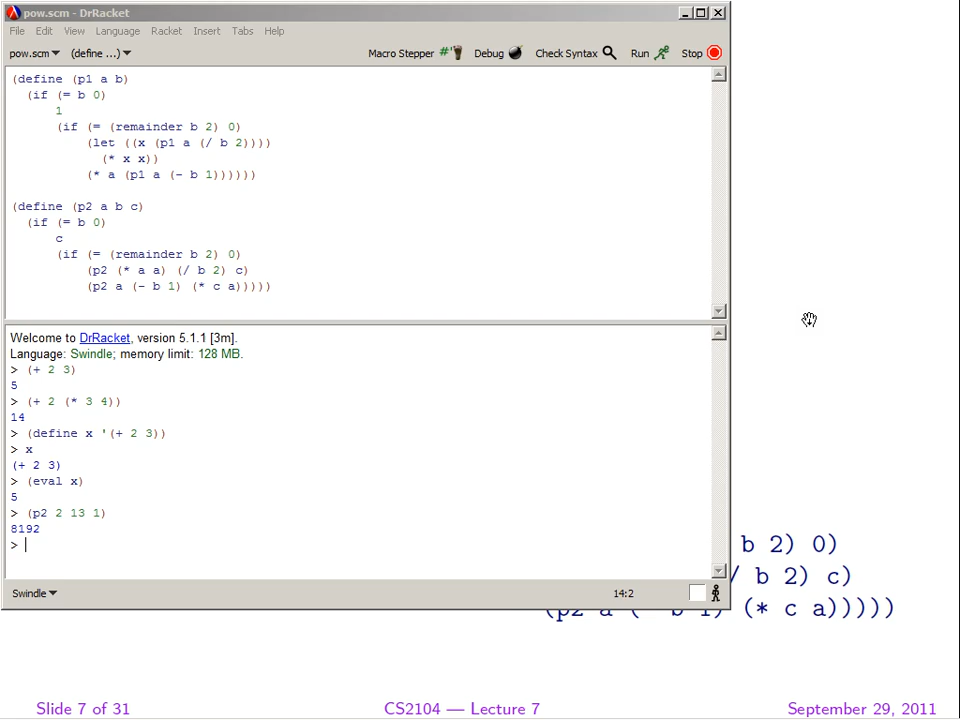 pow.scm - DrRacket
File Edit View Language Racket Insert Tabs Help
pow.scm (define ...) Macro Stepper #' Debug Check Syntax Run Stop
(define (p1 a b)
(if (= b 0)
1
(if (= (remainder b 2) 0)
(let ((x (p1 a (/ b 2))))
(* x x))
(* a (p1 a (- b 1))))))
(define (p2 a b c)
(if (= b 0)
c
(if (= (remainder b 2) 0)
(p2 (* a a) (/ b 2) c)
(p2 a (- b 1) (* c a)))))
Welcome to DrRacket, version 5.1.1 [3m].
Language: Swindle; memory limit: 128 MB.
> (+ 2 3)
5
> (+ 2 (* 3 4))
14
> (define x '(+ 2 3))
> x
(+ 2 3)
> (eval x)
5
> (p2 2 13 1)
8192
>
Swindle 14:2
b 2) 0)
/ b 2) c)
(p2 a (- b 1) (* c a)))))
Slide 7 of 31 CS2104 — Lecture 7 September 29, 2011